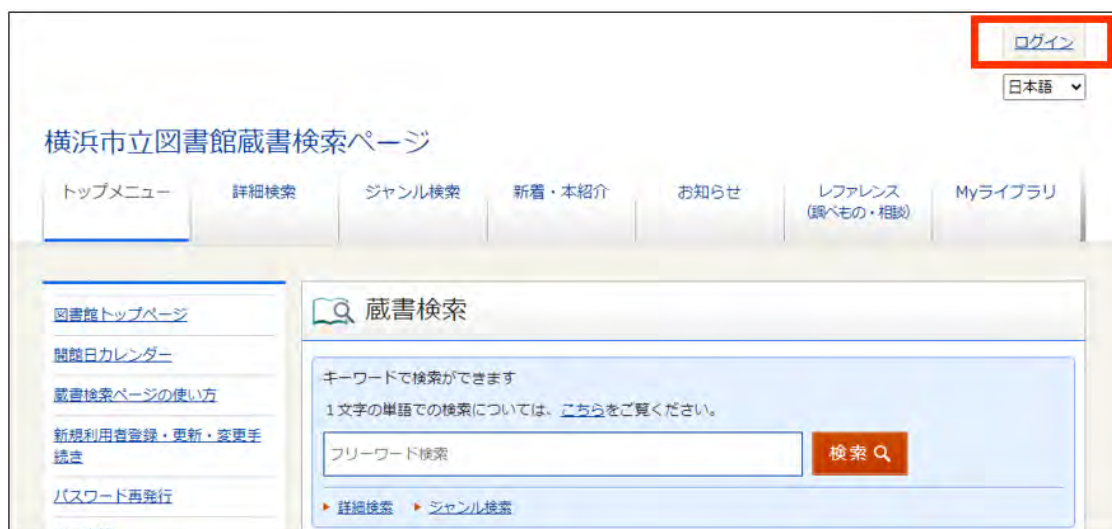 ログイン
日本語
横浜市立図書館蔵書検索ページ
トップメニュー
詳細検索
ジャンル検索
新着・本紹介
お知らせ
レファレンス
(調べもの・相談)
Myライブラリ
図書館トップページ
開館日カレンダー
蔵書検索ページの使い方
新規利用者登録・更新・変更手
続き
パスワード再発行
蔵書検索
キーワードで検索ができます
1文字の単語での検索については、こちらをご覧ください。
フリーワード検索
検索
詳細検索
ジャンル検索